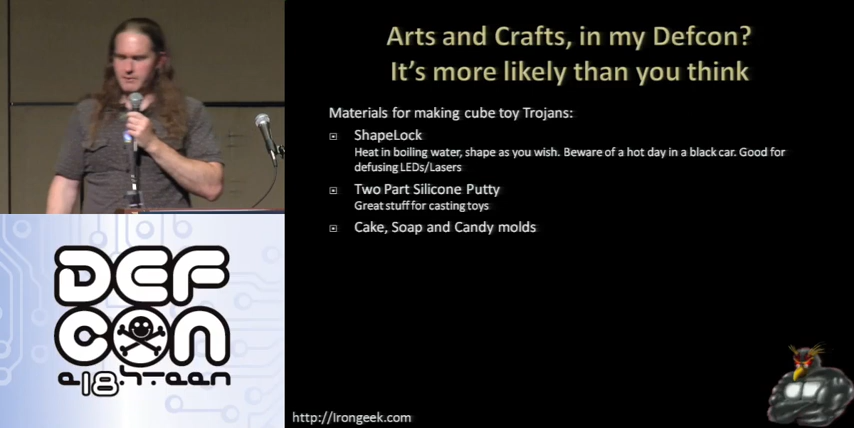 Arts and Crafts, in my Defcon?
It's more likely than you think
Materials for making cube toy Trojans:
ShapeLock
Heat in boiling water, shape as you wish. Beware of a hot day in a black car. Good for
defusing LEDs/Lasers
Two Part Silicone Putty
Great stuff for casting toys
Cake, Soap and Candy molds
DEF
CON
e18hteen
http://Irongeek.com